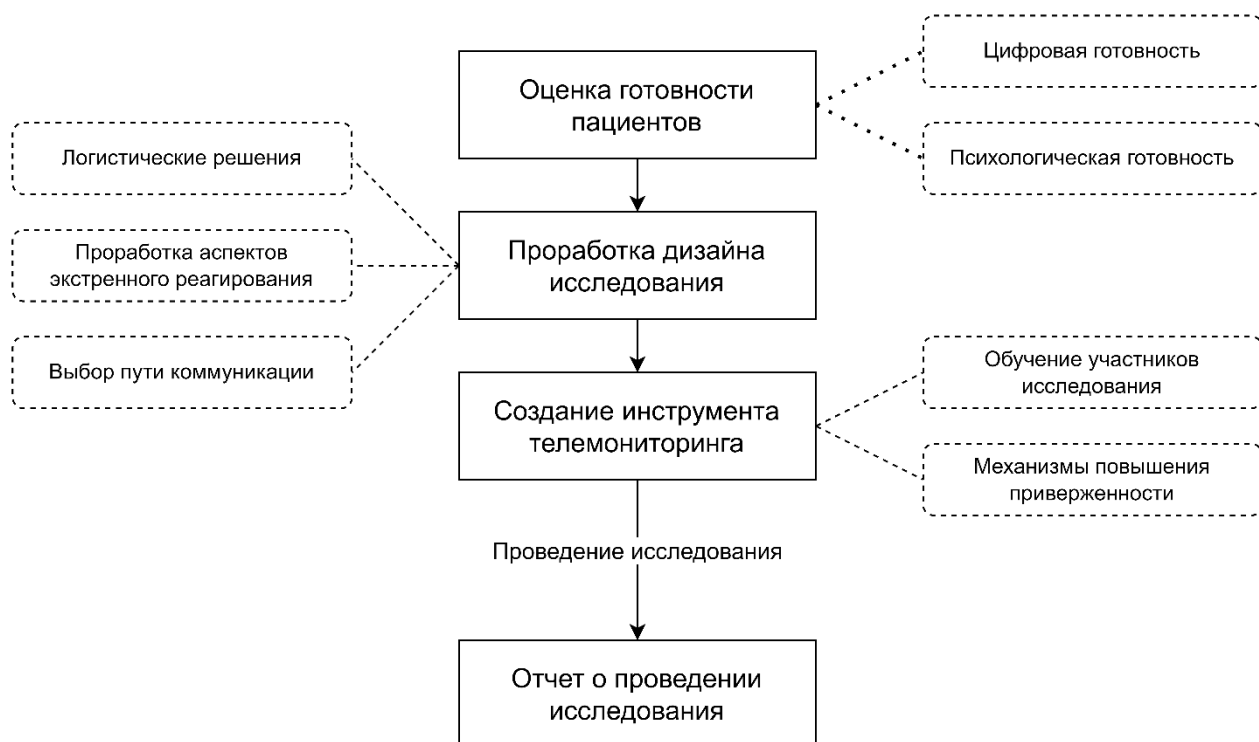 Оценка готовности
пациентов
Цифровая готовность
Психологическая готовность
Логистические решения
Проработка аспектов
экстренного реагирования
Выбор пути коммуникации
Проработка дизайна
исследования
Создание инструмента
телемониторинга
Обучение участников
исследования
Механизмы повышения
приверженности
Проведение исследования
Отчет о проведении
исследования